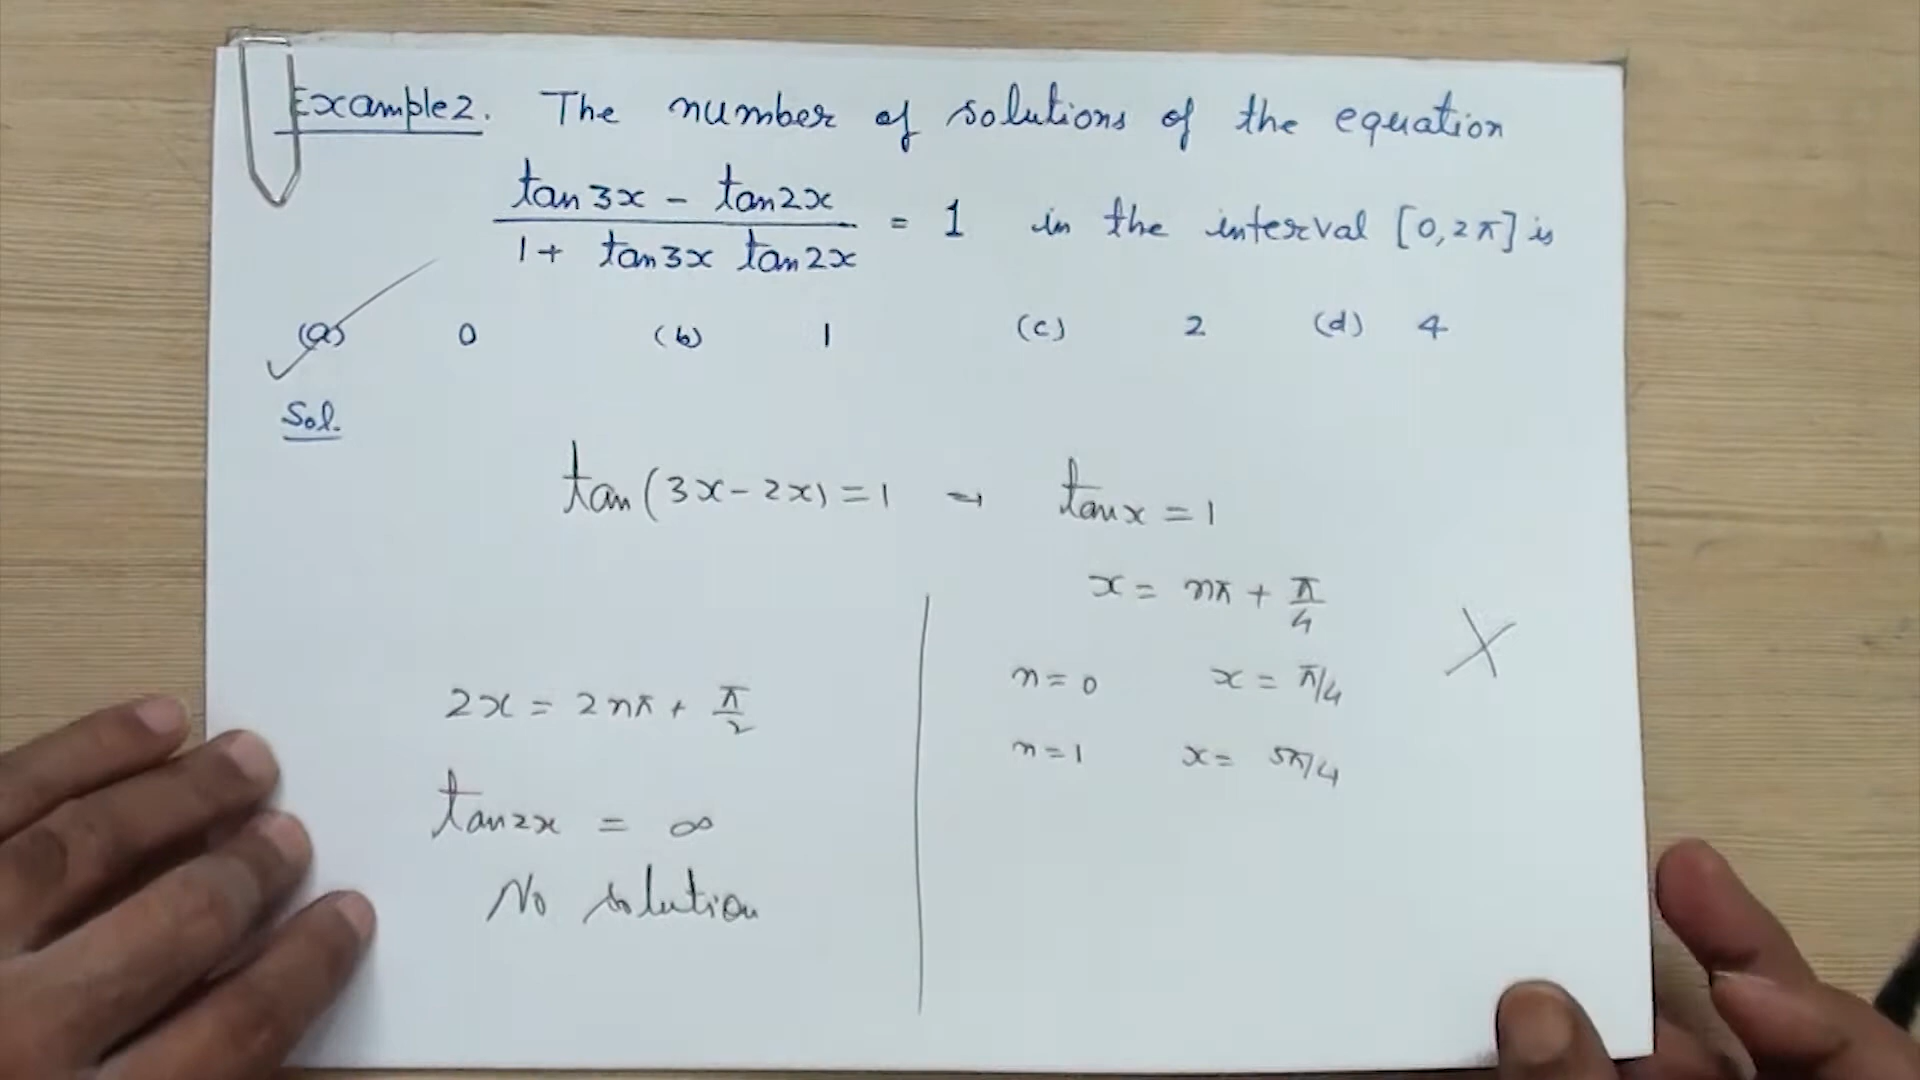 Example 2. The number of solutions of the equation
tan 3x - tan 2x / 1 + tan 3x tan 2x = 1 in the interval [0, 2π] is
(a) 0 (b) 1 (c) 2 (d) 4
Sol.
tan (3x - 2x) = 1 → tan x = 1
x = nπ + π/4
n = 0 x = π/4
n = 1 x = 5π/4
2x = 2nπ + π/2
tan 2x = ∞
No solution